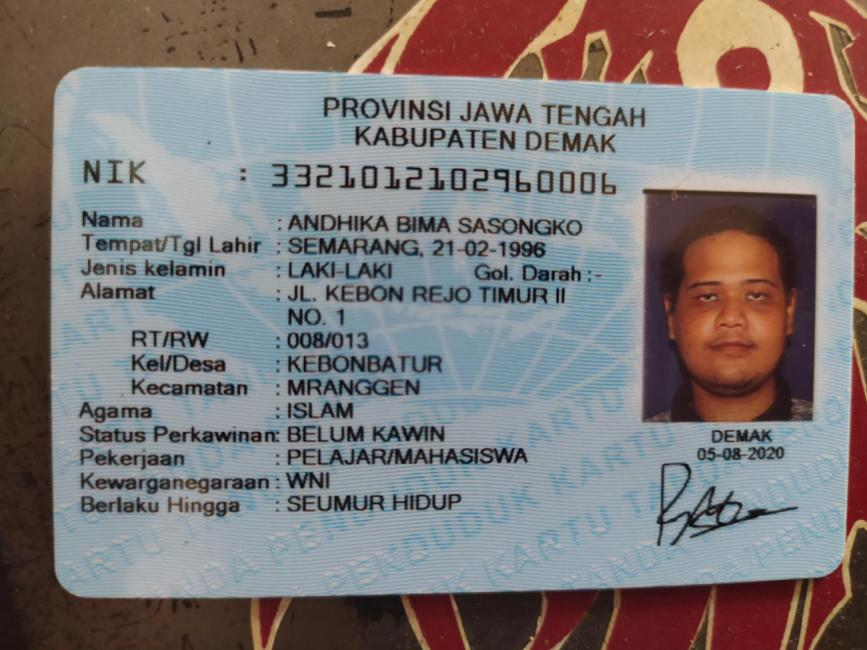 PROVINSI JAWA TENGAH
KABUPATEN DEMAK
NIK : 3321012102960006
Nama : ANDHIKA BIMA SASONGKO
Tempat/Tgl Lahir : SEMARANG, 21-02-1996
Jenis kelamin : LAKI-LAKI Gol. Darah :-
Alamat : JL. KEBON REJO TIMUR II
NO. 1
RT/RW : 008/013
Kel/Desa : KEBONBATUR
Kecamatan : MRANGGEN
Agama : ISLAM
Status Perkawinan: BELUM KAWIN
Pekerjaan : PELAJAR/MAHASISWA
Kewarganegaraan: WNI
Berlaku Hingga : SEUMUR HIDUP
DEMAK
05-08-2020